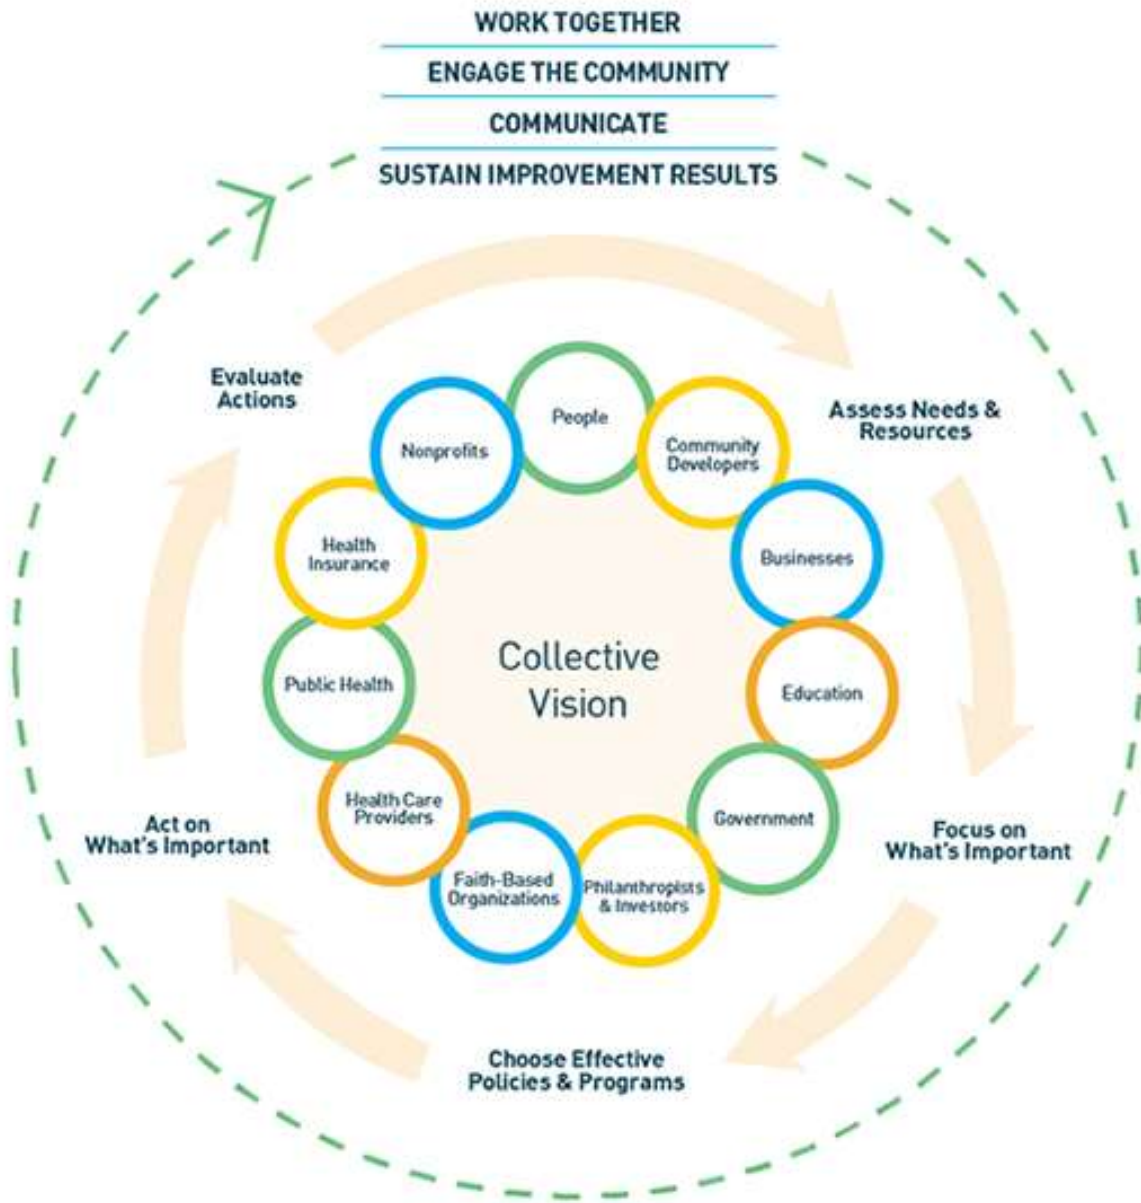 WORK TOGETHER
ENGAGE THE COMMUNITY
COMMUNICATE
SUSTAIN IMPROVEMENT RESULTS
Evaluate
Actions
Assess Needs &
Resources
Focus on
What's Important
Choose Effective
Policies & Programs
Act on
What's Important
People
Community
Developers
Businesses
Education
Government
Philanthropists
& Investors
Faith-Based
Organizations
Health Care
Providers
Public Health
Health
Insurance
Nonprofits
Collective
Vision